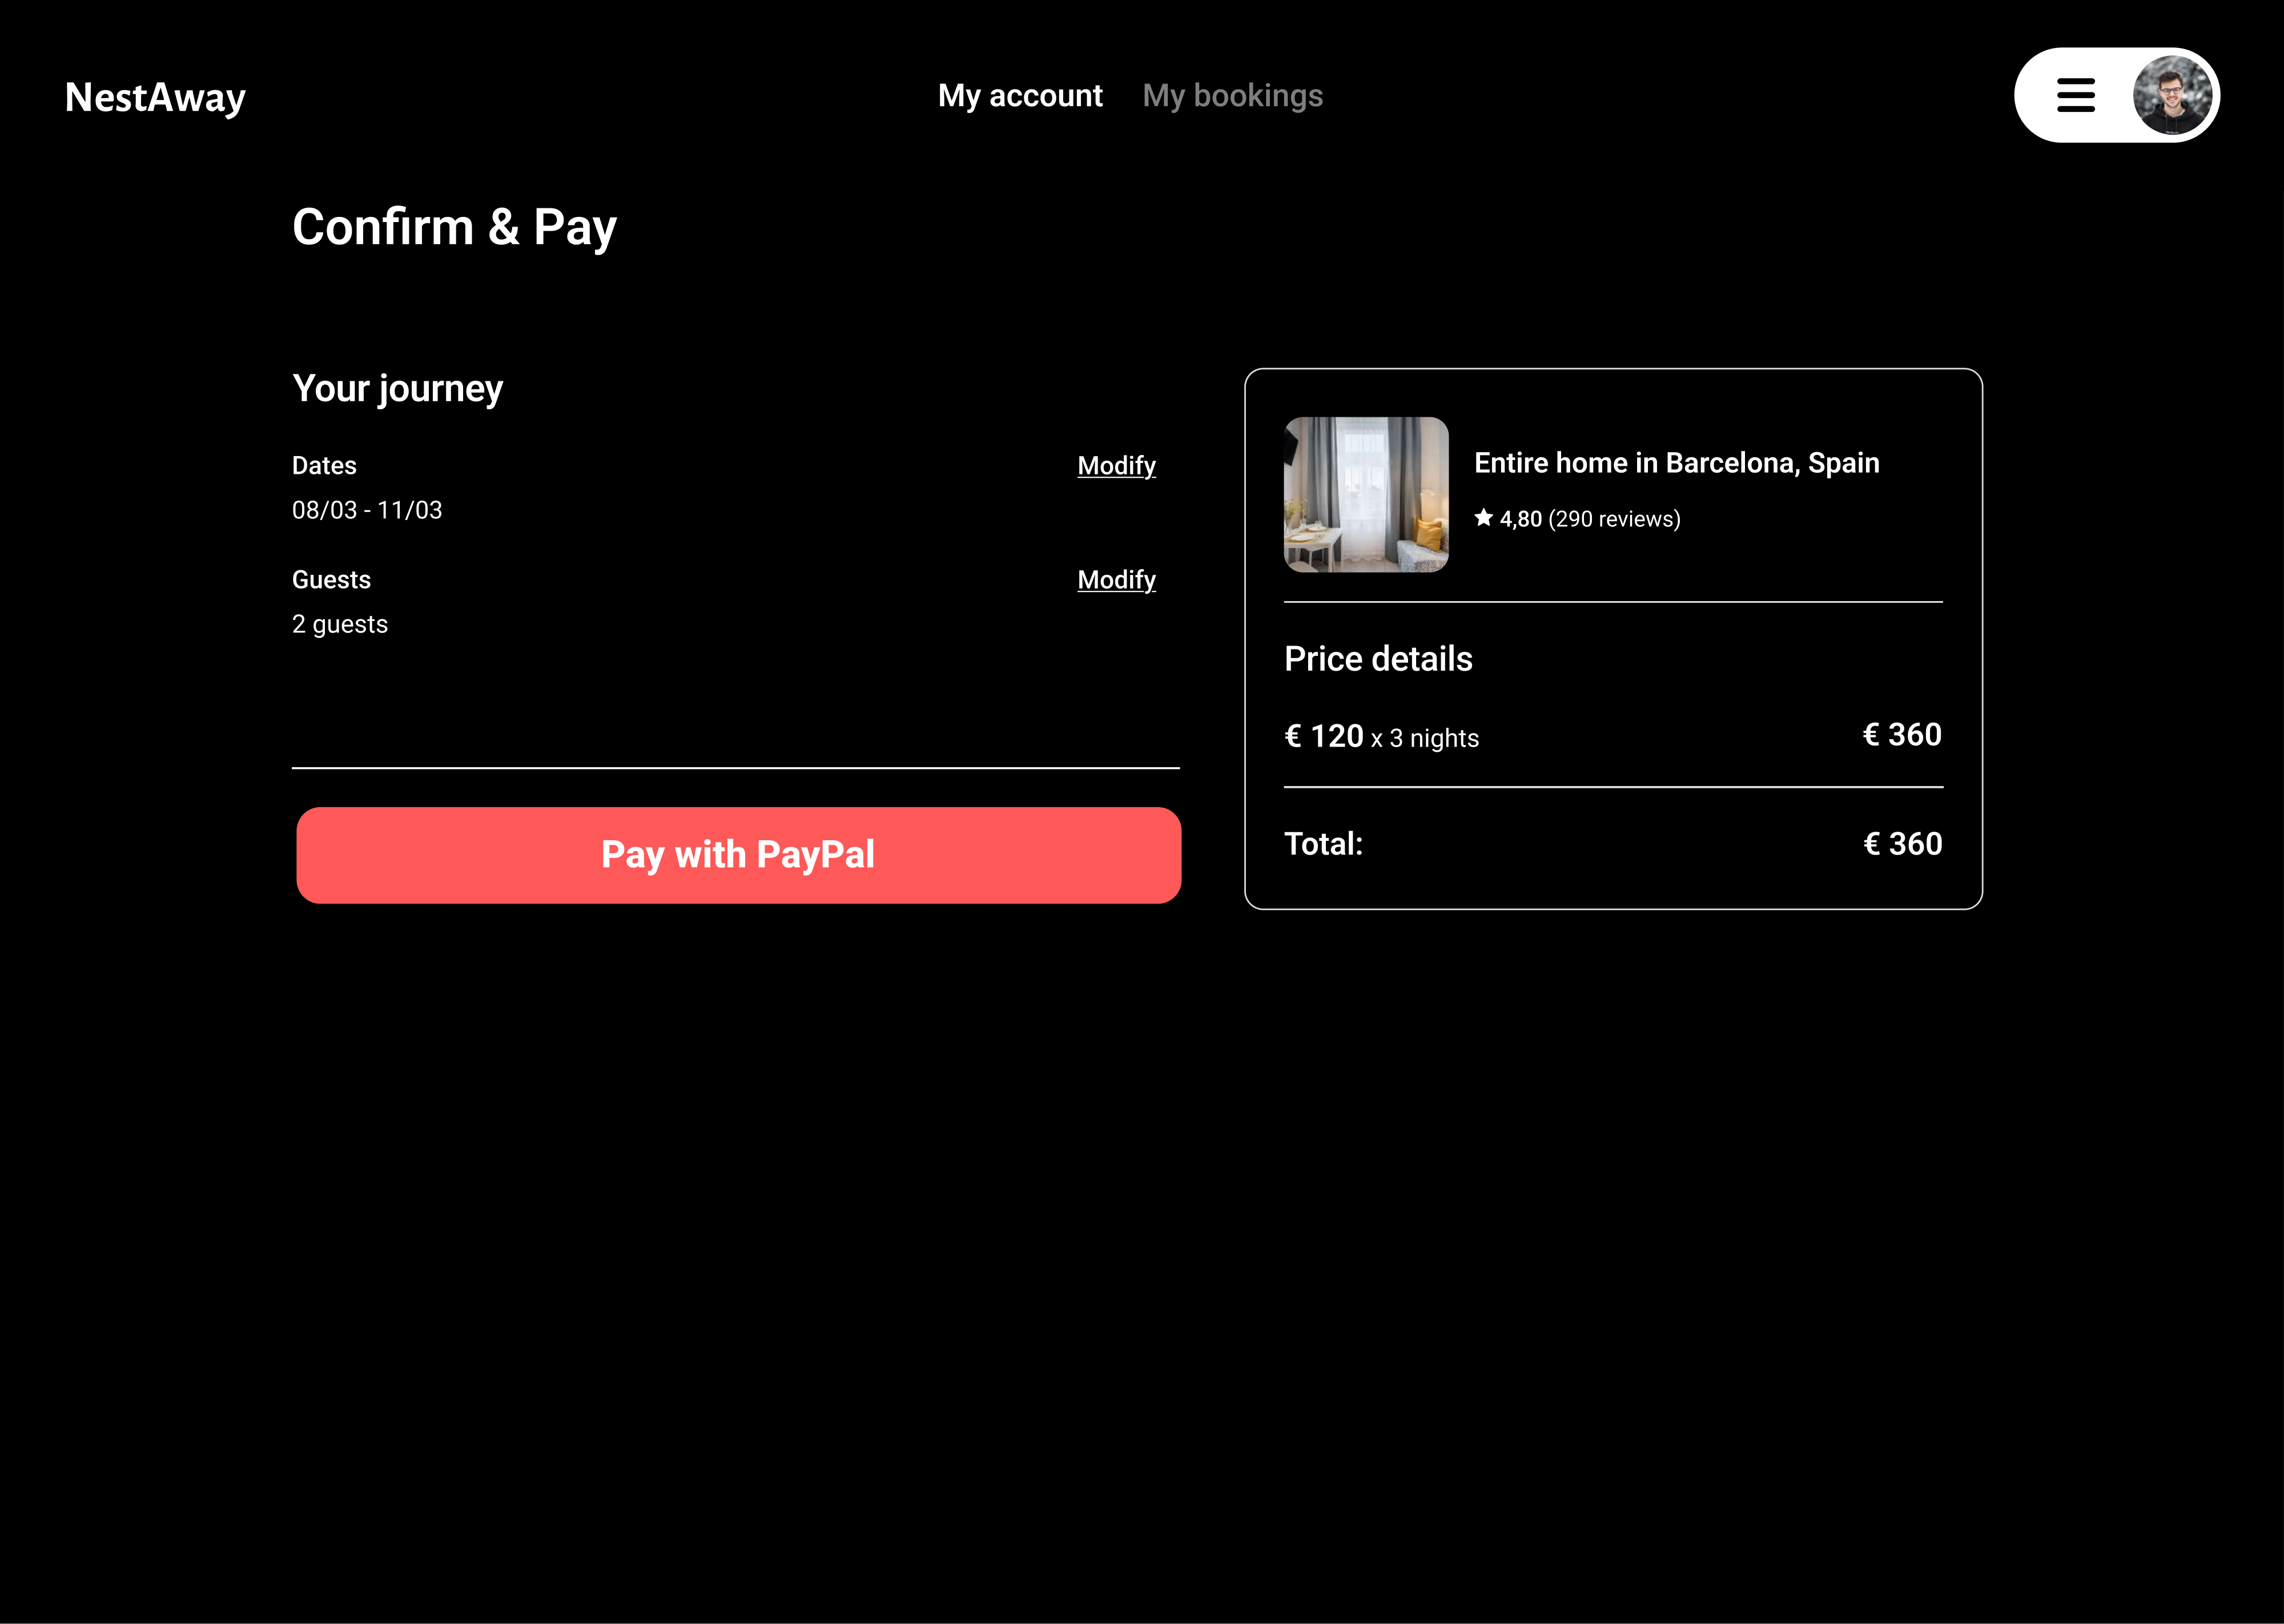 NestAway
My account
My bookings
Confirm & Pay
Your journey
Dates
Modify
08/03 - 11/03
Guests
Modify
2 guests
Pay with PayPal
Entire home in Barcelona, Spain
4,80 (290 reviews)
Price details
€ 120 x 3 nights
€ 360
Total:
€ 360